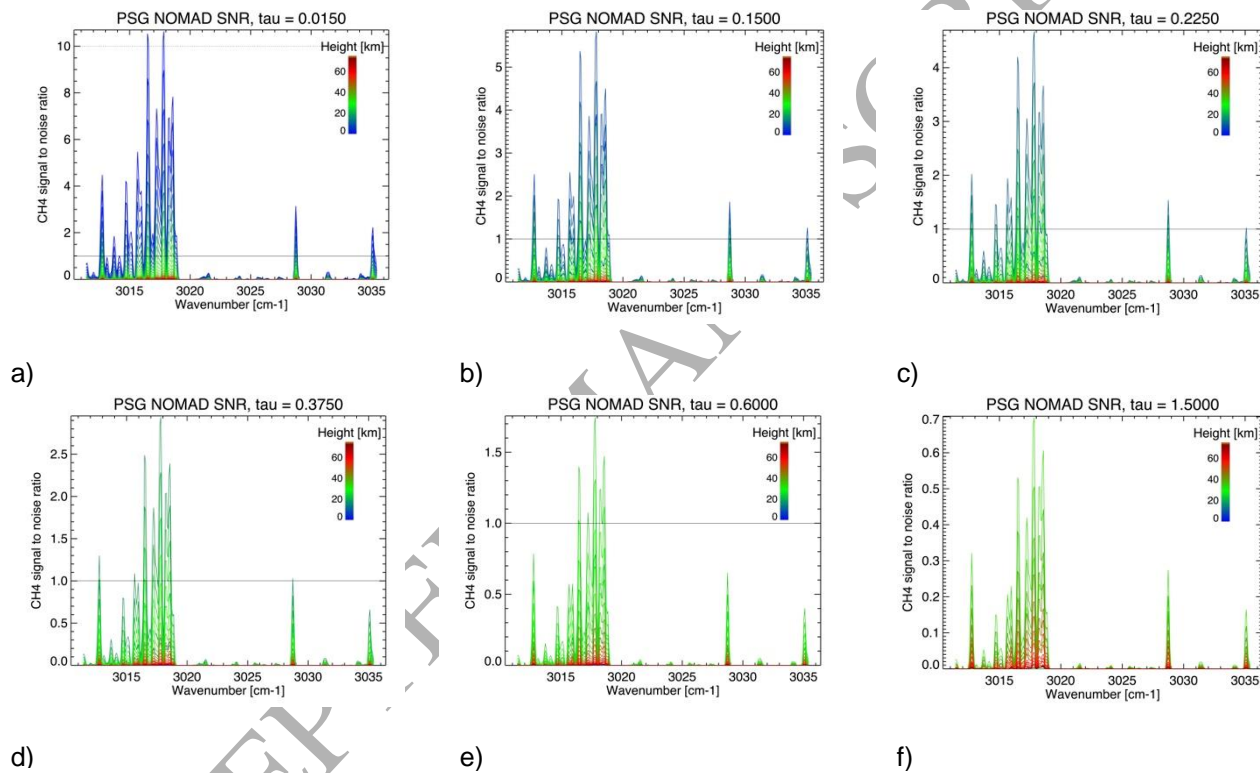 PSG NOMAD SNR, tau = 0.0150
CH4 signal to noise ratio
10
8
6
4
2
0
Height [km]
60
40
20
0
3015
3020
3025
3030
3035
Wavenumber [cm-1]
a)
PSG NOMAD SNR, tau = 0.1500
CH4 signal to noise ratio
5
4
3
2
1
0
Height [km]
60
40
20
0
3015
3020
3025
3030
3035
Wavenumber [cm-1]
b)
PSG NOMAD SNR, tau = 0.2250
CH4 signal to noise ratio
4
3
2
1
0
Height [km]
60
40
20
0
3015
3020
3025
3030
3035
Wavenumber [cm-1]
c)
PSG NOMAD SNR, tau = 0.3750
CH4 signal to noise ratio
2.5
2.0
1.5
1.0
0.5
0.0
Height [km]
60
40
20
0
3015
3020
3025
3030
3035
Wavenumber [cm-1]
d)
PSG NOMAD SNR, tau = 0.6000
CH4 signal to noise ratio
1.5
1.0
0.5
0.0
Height [km]
60
40
20
0
3015
3020
3025
3030
3035
Wavenumber [cm-1]
e)
PSG NOMAD SNR, tau = 1.5000
CH4 signal to noise ratio
0.7
0.6
0.5
0.4
0.3
0.2
0.1
0.0
Height [km]
60
40
20
0
3015
3020
3025
3030
3035
Wavenumber [cm-1]
f)